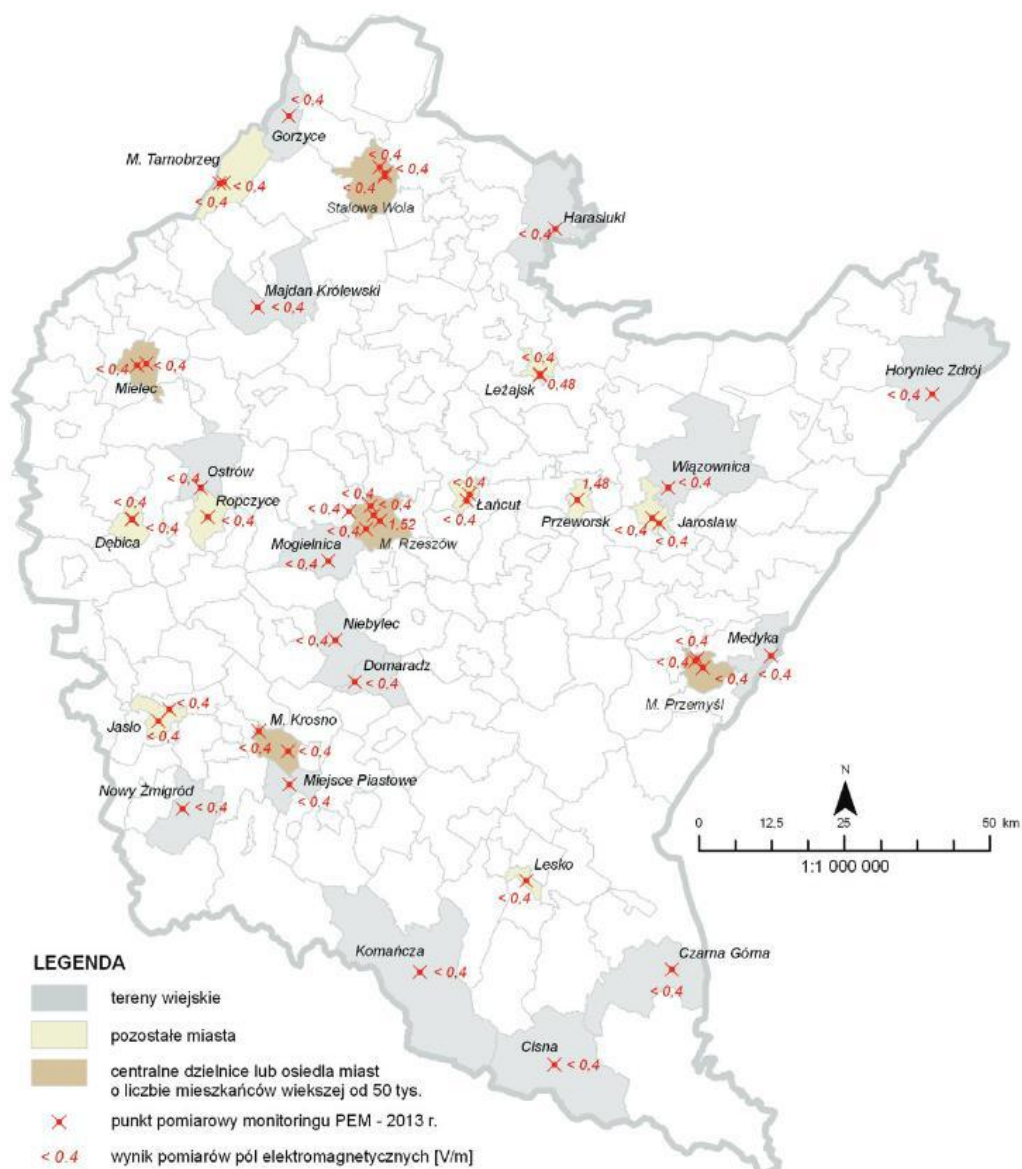 < 0,4
Gorzyce
M. Tarnobrzeg
< 0,4
< 0,4
< 0,4
< 0,4
< 0,4
Stalowa Wola
Harasiuki
< 0,4
Majdan Królewski
< 0,4
< 0,4
< 0,4
Mielec
< 0,4
Leżajsk
0,48
Horyniec Zdrój
< 0,4
Ostrów
< 0,4
Ropczyce
< 0,4
< 0,4
< 0,4
Dębica
< 0,4
< 0,4
< 0,4
1,52
< 0,4
M. Rzeszów
Mogielnica
< 0,4
< 0,4
Łańcut
< 0,4
1,48
Przeworsk
Wiązownica
< 0,4
< 0,4
Jarosław
< 0,4
Niebylec
< 0,4
Domaradz
< 0,4
< 0,4
Medyka
< 0,4
< 0,4
< 0,4
M. Przemyśl
< 0,4
Jasło
< 0,4
M. Krosno
< 0,4
< 0,4
Miejsce Piastowe
< 0,4
Nowy Żmigród
< 0,4
N
0 12.5 25 50 km
1:1 000 000
Lesko
< 0,4
Komańcza
< 0,4
Czarna Górna
< 0,4
Cisna
< 0,4
LEGENDA
tereny wiejskie
pozostałe miasta
centralne dzielnice lub osiedla miast
o liczbie mieszkańców wiekszej od 50 tys.
punkt pomiarowy monitoringu PEM - 2013 r.
< 0.4 wynik pomiarów pól elektromagnetycznych [V/m]